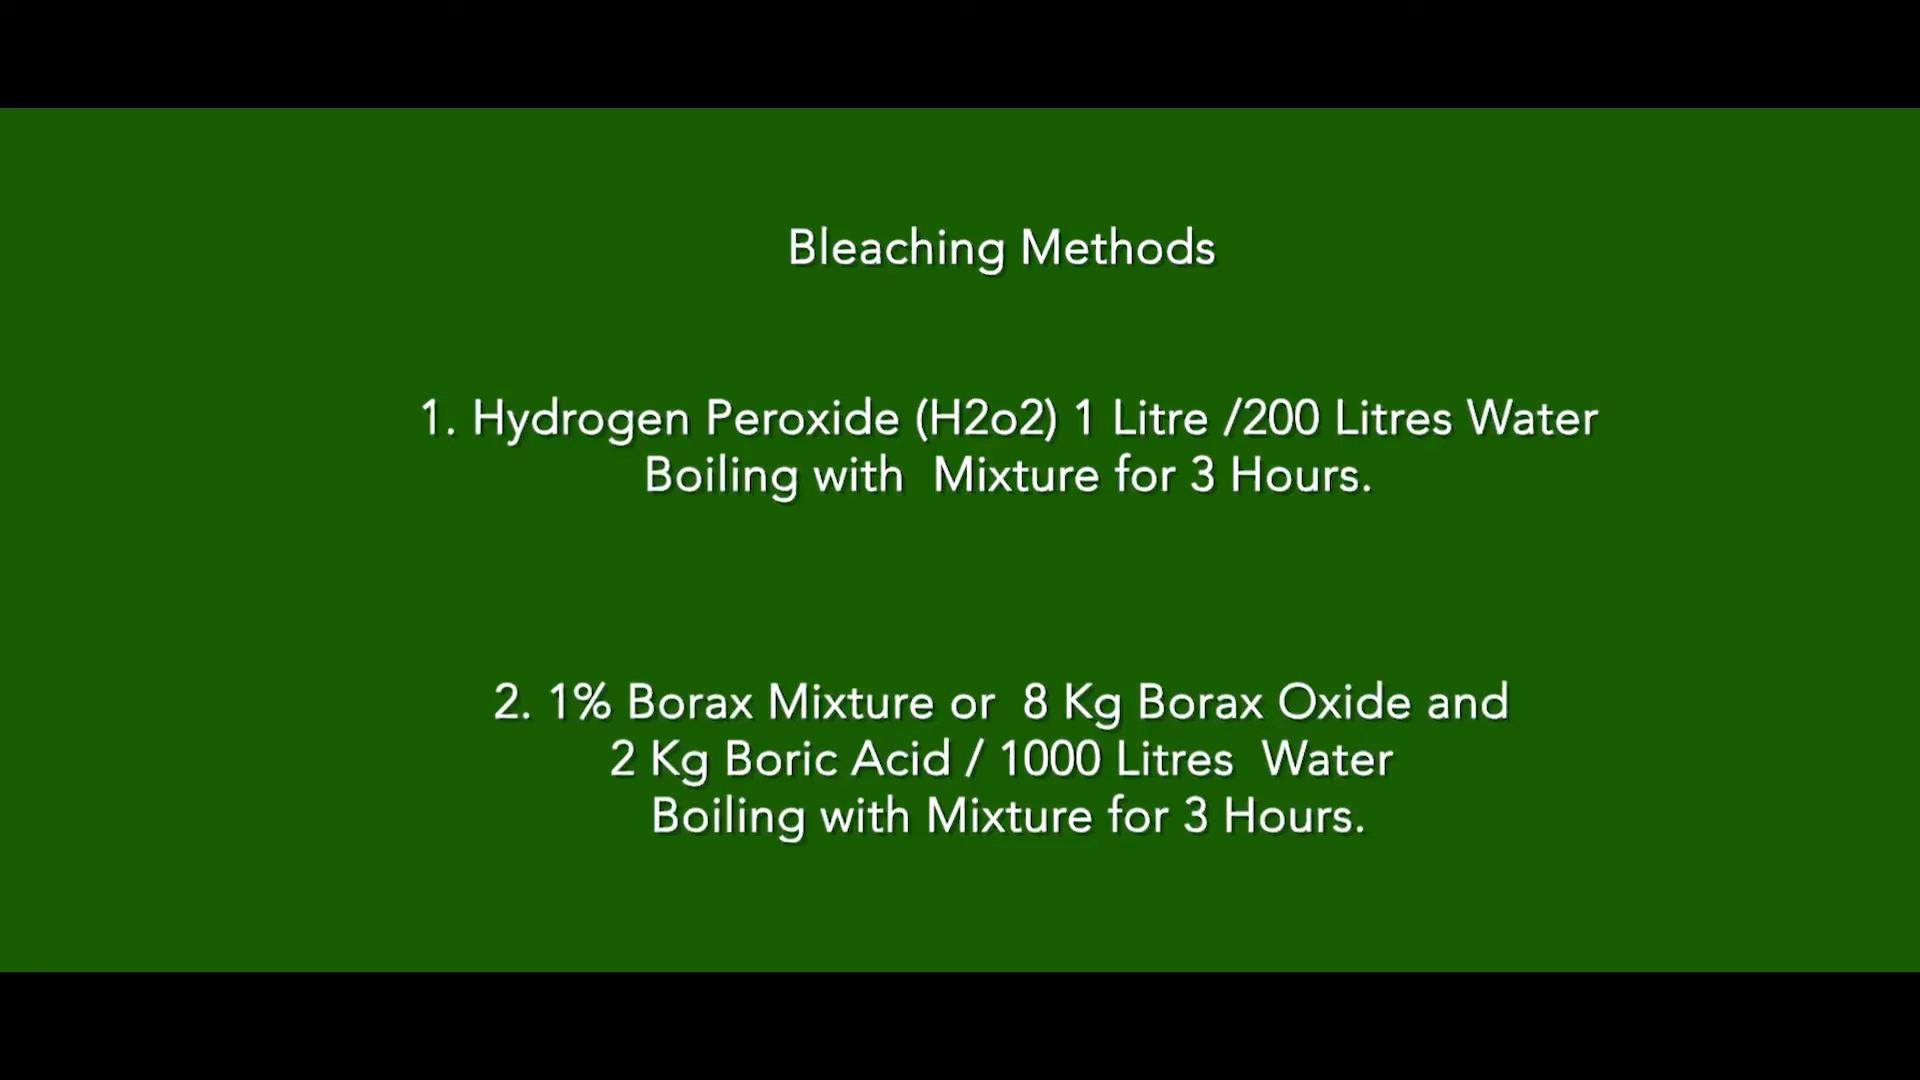 Bleaching Methods
1. Hydrogen Peroxide (H2o2) 1 Litre /200 Litres Water
Boiling with  Mixture for 3 Hours.
2. 1% Borax Mixture or  8 Kg Borax Oxide and
2 Kg Boric Acid / 1000 Litres  Water
Boiling with Mixture for 3 Hours.